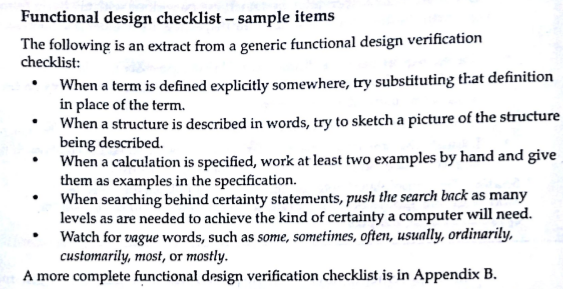 Functional design checklist – sample items
The following is an extract from a generic functional design verification
checklist:
• When a term is defined explicitly somewhere, try substituting that definition
in place of the term.
• When a structure is described in words, try to sketch a picture of the structure
being described.
• When a calculation is specified, work at least two examples by hand and give
them as examples in the specification.
• When searching behind certainty statements, push the search back as many
levels as are needed to achieve the kind of certainty a computer will need.
• Watch for vague words, such as some, sometimes, often, usually, ordinarily,
customarily, most, or mostly.
A more complete functional design verification checklist is in Appendix B.